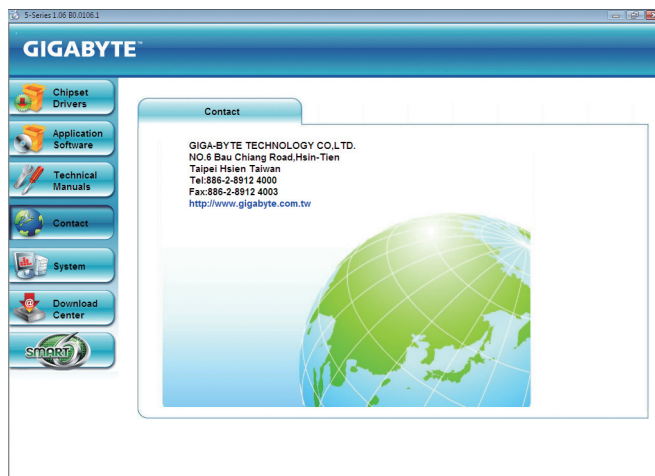 5-Series 1.06 B0.0106.1
GIGABYTE™
Chipset
Drivers
Application
Software
Technical
Manuals
Contact
System
Download
Center
SMART 6
Contact
GIGA-BYTE TECHNOLOGY CO,LTD.
NO.6 Bau Chiang Road,Hsin-Tien
Taipei Hsien Taiwan
Tel:886-2-8912 4000
Fax:886-2-8912 4003
http://www.gigabyte.com.tw